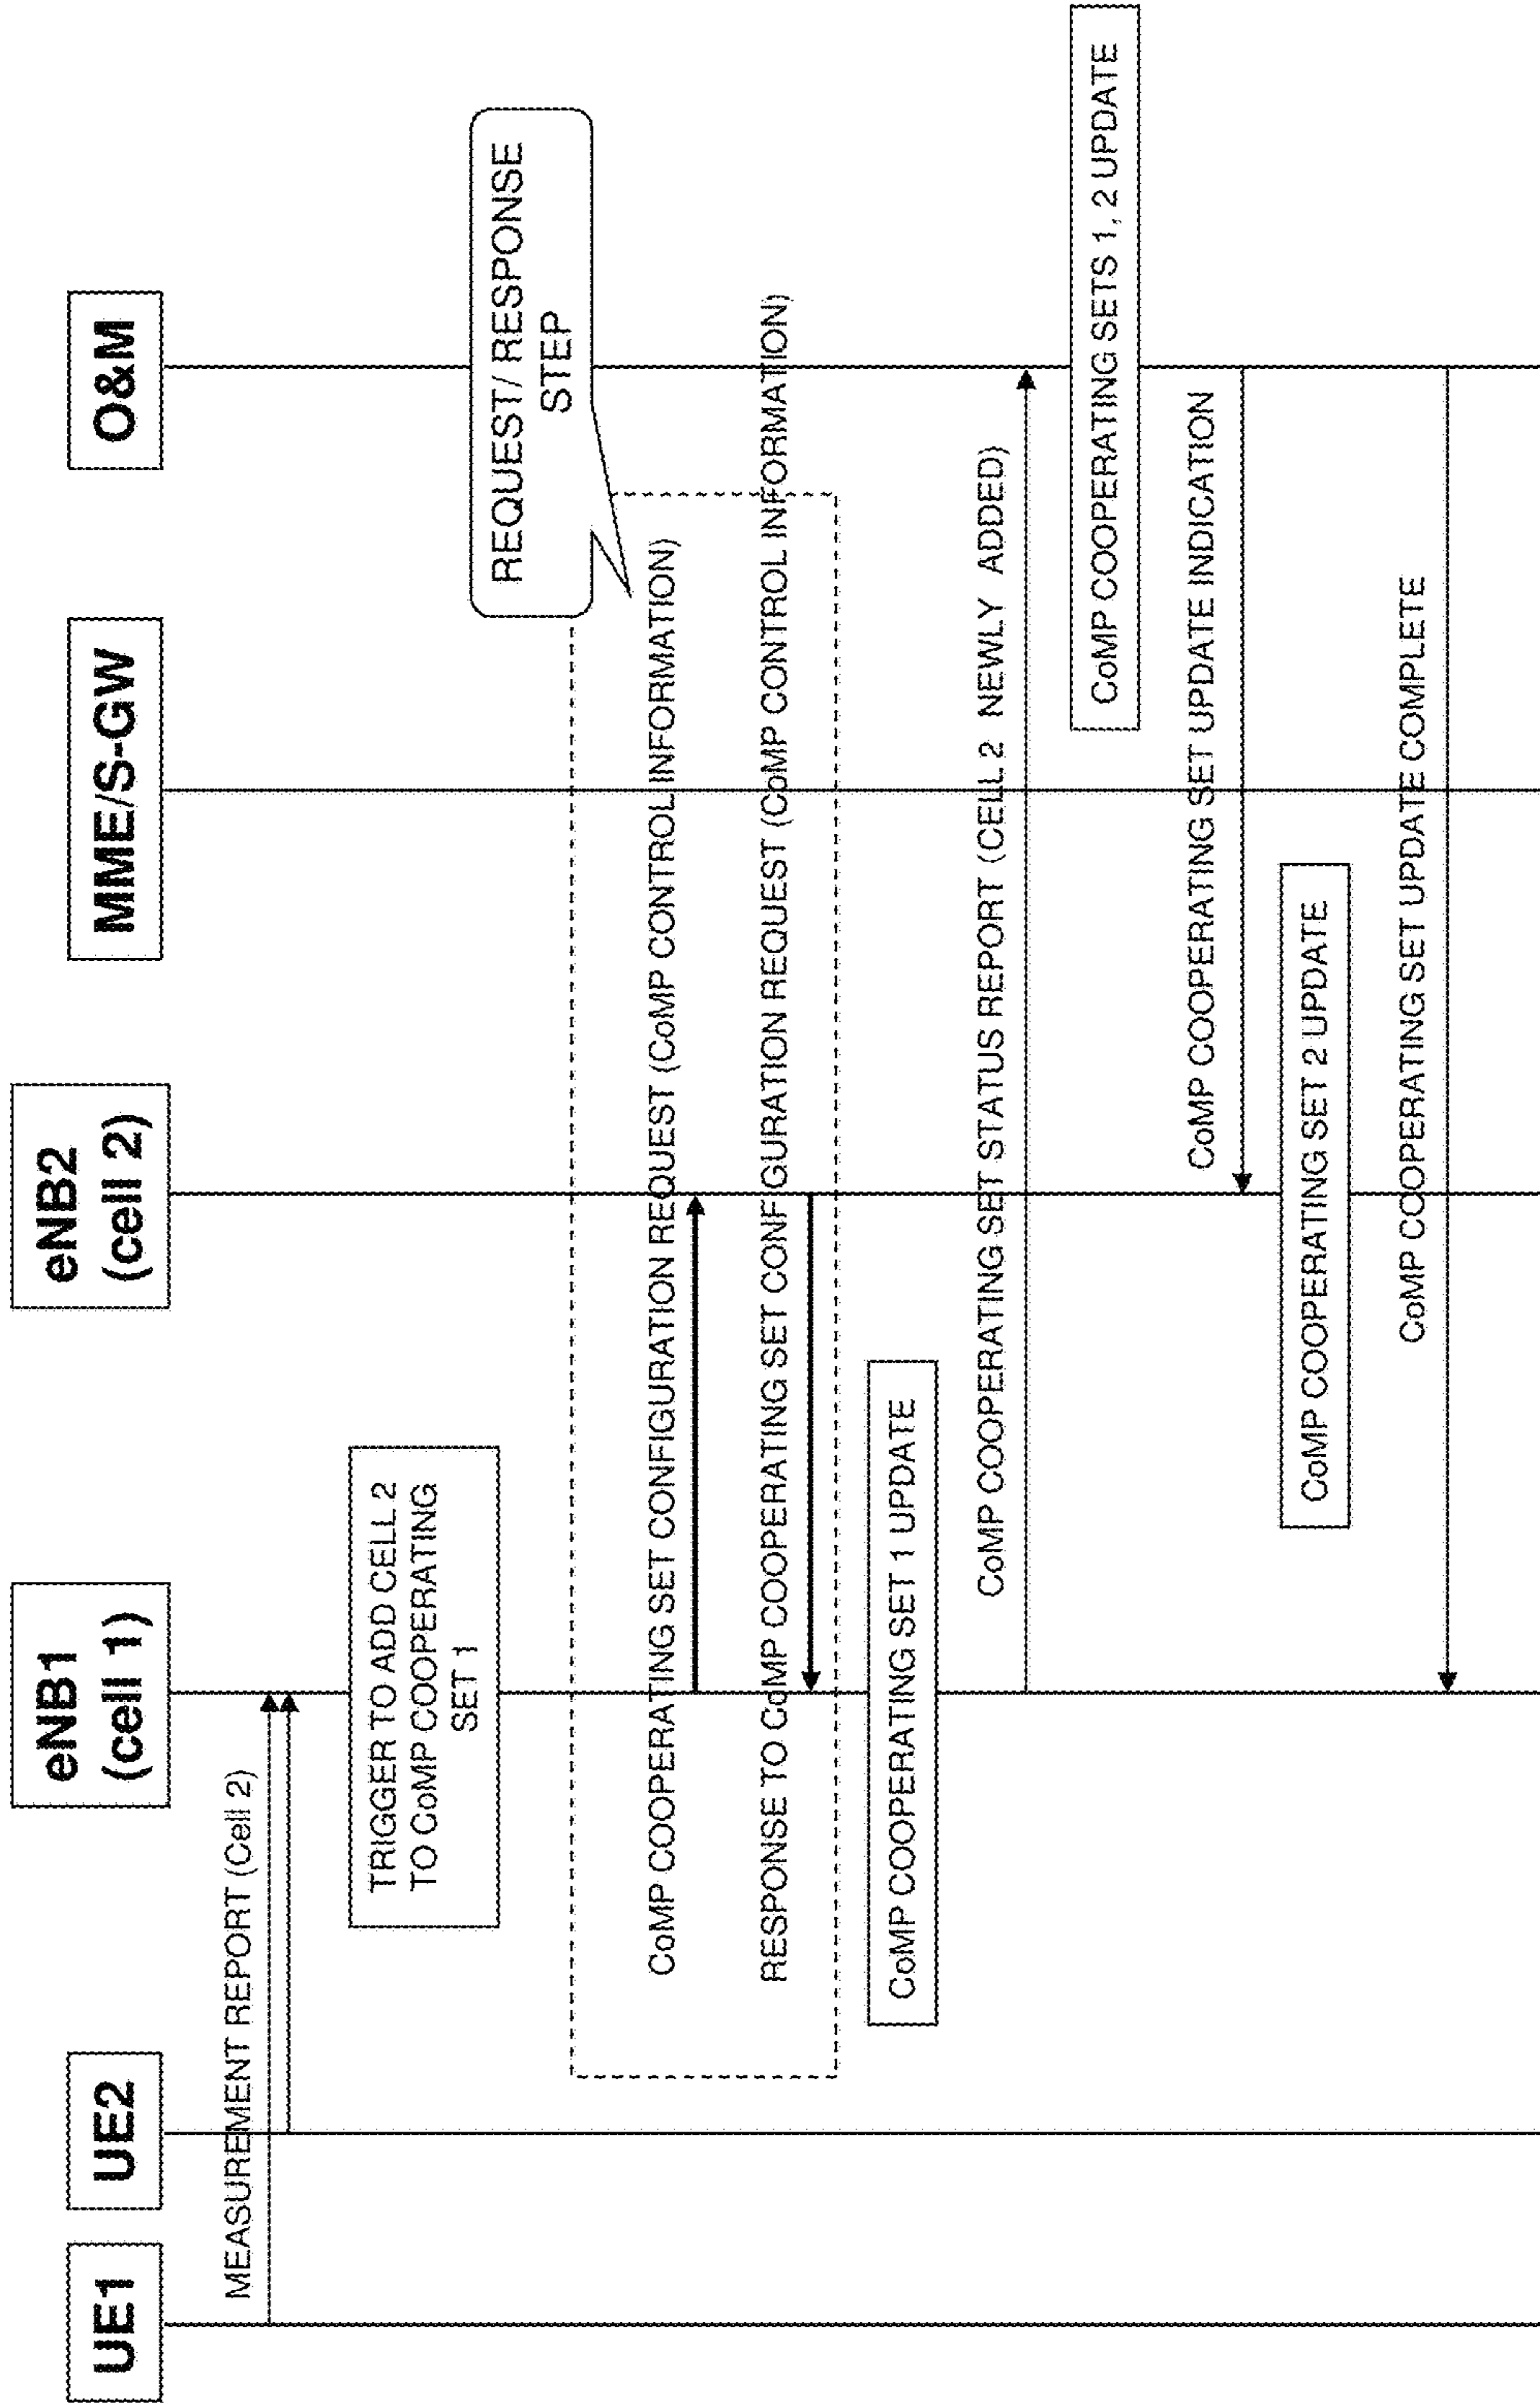 UE1
UE2
eNB1
(cell 1)
eNB2
(cell 2)
MME/S-GW
O&M
MEASUREMENT REPORT (Cell 2)
TRIGGER TO ADD CELL 2
TO CoMP COOPERATING
SET 1
REQUEST/ RESPONSE
STEP
CoMP COOPERATING SET CONFIGURATION REQUEST (CoMP CONTROL INFORMATION)
RESPONSE TO CoMP COOPERATING SET CONFIGURATION REQUEST (CoMP CONTROL INFORMATION)
CoMP COOPERATING SET 1 UPDATE
CoMP COOPERATING SET STATUS REPORT (CELL 2 NEWLY ADDED)
CoMP COOPERATING SETS 1, 2 UPDATE
CoMP COOPERATING SET UPDATE INDICATION
CoMP COOPERATING SET 2 UPDATE
CoMP COOPERATING SET UPDATE COMPLETE